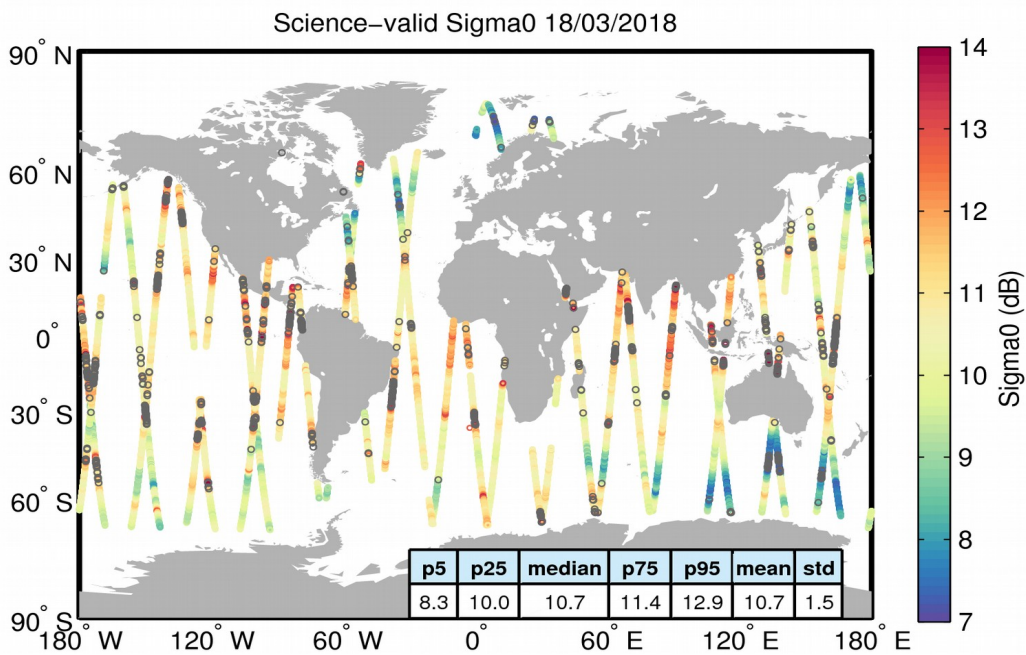 Science−valid Sigma0 18/03/2018
90° N
60° N
30° N
0°
30° S
60° S
90° S
180° W
120° W
60° W
0°
60° E
120° E
180° E
14
13
12
11
10
9
8
7
Sigma0 (dB)
p5 p25 median p75 p95 mean std
8.3 10.0 10.7 11.4 12.9 10.7 1.5